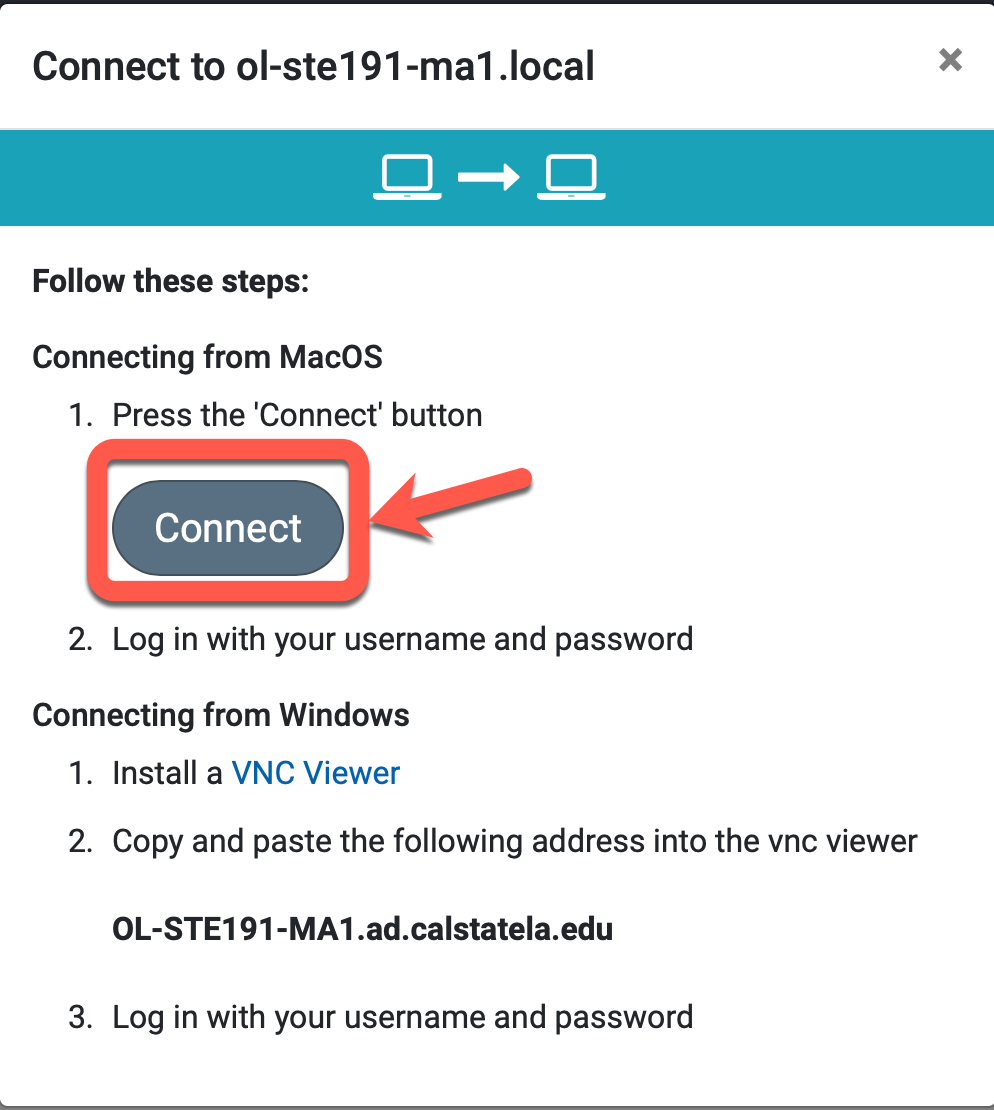 Connect to ol-ste191-ma1.local
×
Follow these steps:
Connecting from MacOS
1. Press the 'Connect' button
Connect
2. Log in with your username and password
Connecting from Windows
1. Install a VNC Viewer
2. Copy and paste the following address into the vnc viewer
OL-STE191-MA1.ad.calstatela.edu
3. Log in with your username and password